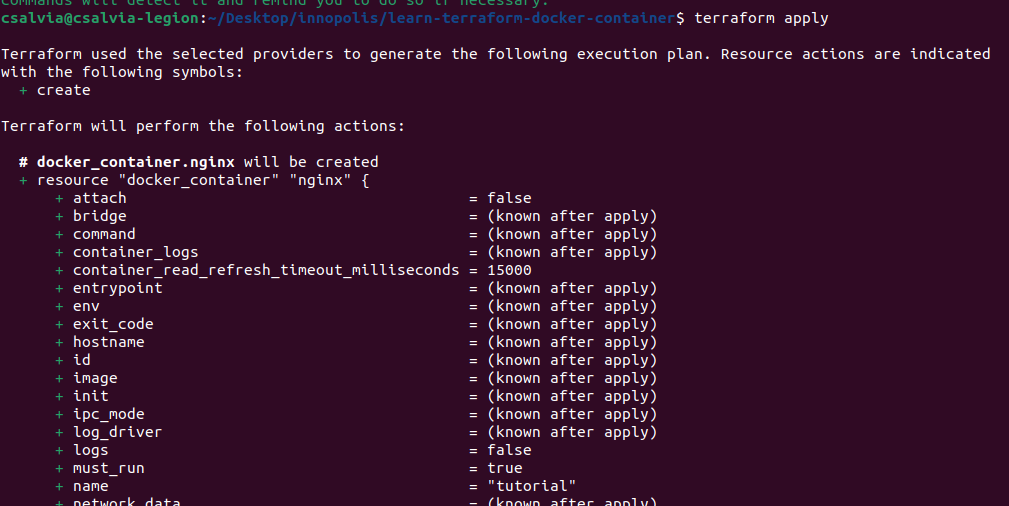 commands will detect it and remind you to do so if necessary.
csalvia@csalvia-legion:~/Desktop/innopolis/learn-terraform-docker-container$ terraform apply
Terraform used the selected providers to generate the following execution plan. Resource actions are indicated
with the following symbols:
+ create
Terraform will perform the following actions:
# docker_container.nginx will be created
+ resource "docker_container" "nginx" {
+ attach = false
+ bridge = (known after apply)
+ command = (known after apply)
+ container_logs = (known after apply)
+ container_read_refresh_timeout_milliseconds = 15000
+ entrypoint = (known after apply)
+ env = (known after apply)
+ exit_code = (known after apply)
+ hostname = (known after apply)
+ id = (known after apply)
+ image = (known after apply)
+ init = (known after apply)
+ ipc_mode = (known after apply)
+ log_driver = (known after apply)
+ logs = false
+ must_run = true
+ name = "tutorial"
+ network_data = (known after apply)